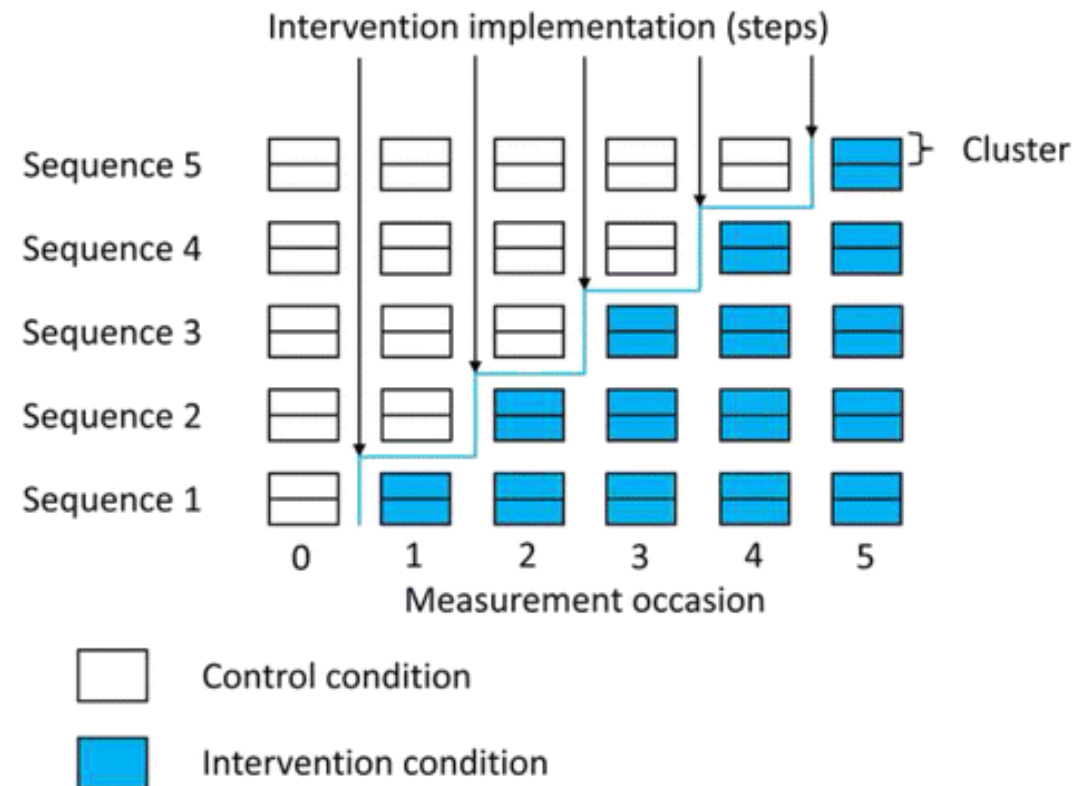 Intervention implementation (steps)
Sequence 5
Cluster
Sequence 4
Sequence 3
Sequence 2
Sequence 1
0 1 2 3 4 5
Measurement occasion
Control condition
Intervention condition